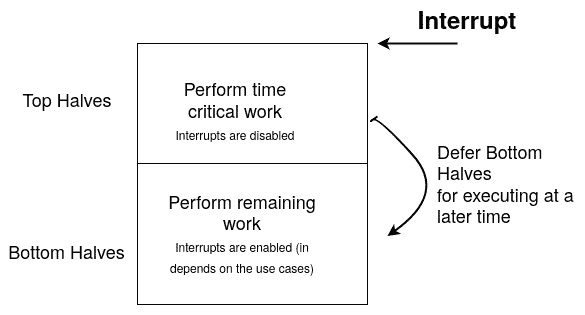 Interrupt
Top Halves
Perform time
critical work
Interrupts are disabled
Defer Bottom
Halves
for executing at a
later time
Perform remaining
work
Interrupts are enabled (in
depends on the use cases)
Bottom Halves